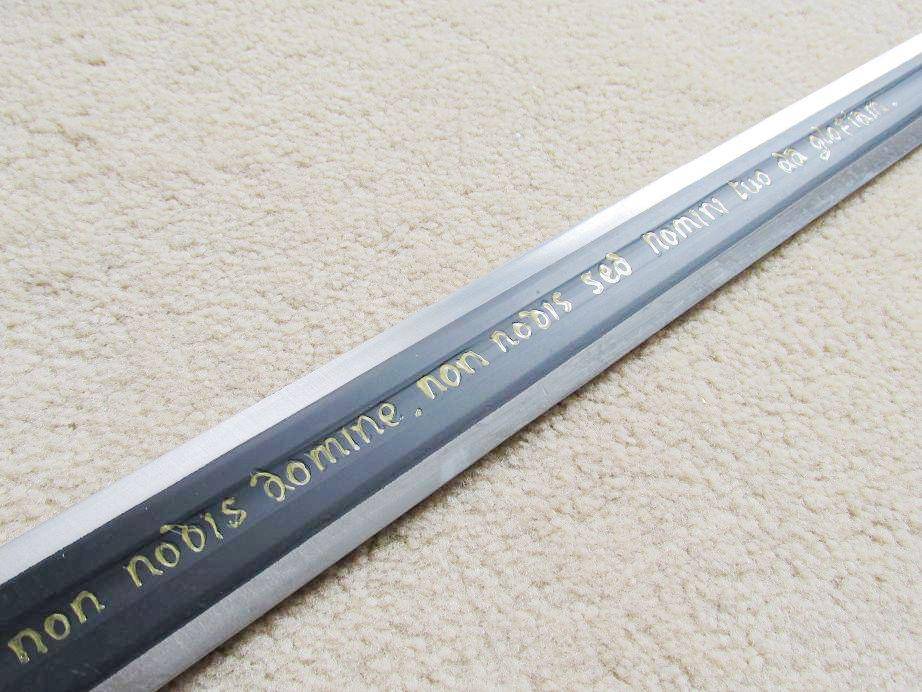 non nobis domine. non nobis sed nomini tuo da gloriam.